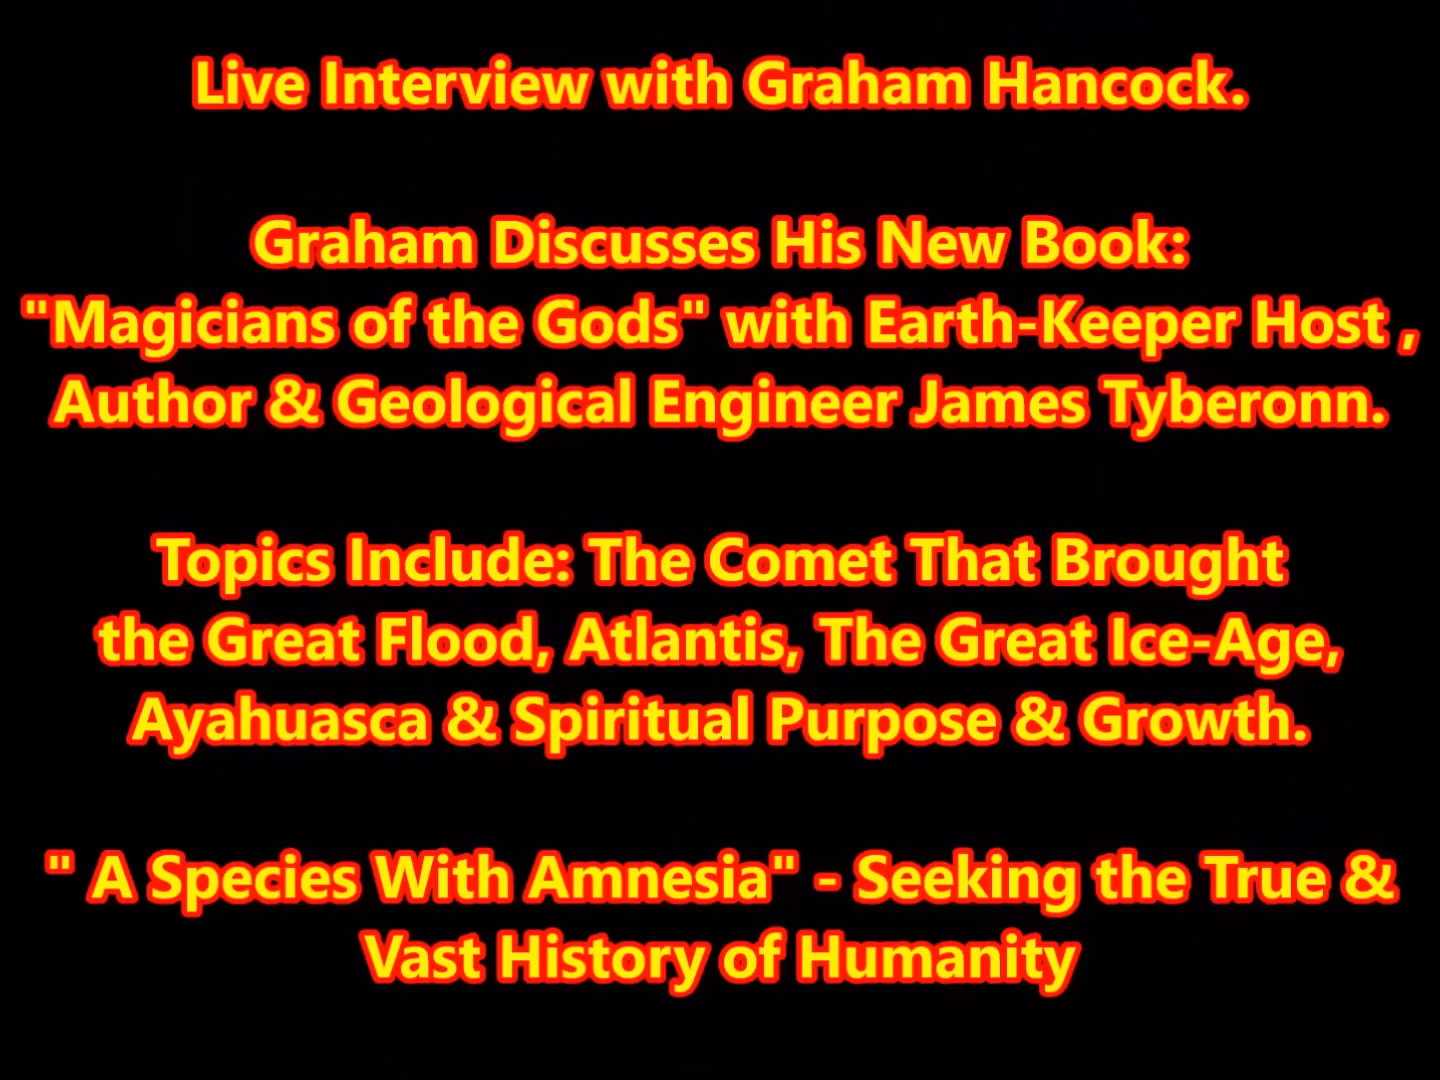 Live Interview with Graham Hancock.
Graham Discusses His New Book:
"Magicians of the Gods" with Earth-Keeper Host ,
Author & Geological Engineer James Tyberonn.
Topics Include: The Comet That Brought
the Great Flood, Atlantis, The Great Ice-Age,
Ayahuasca & Spiritual Purpose & Growth.
" A Species With Amnesia" - Seeking the True &
Vast History of Humanity